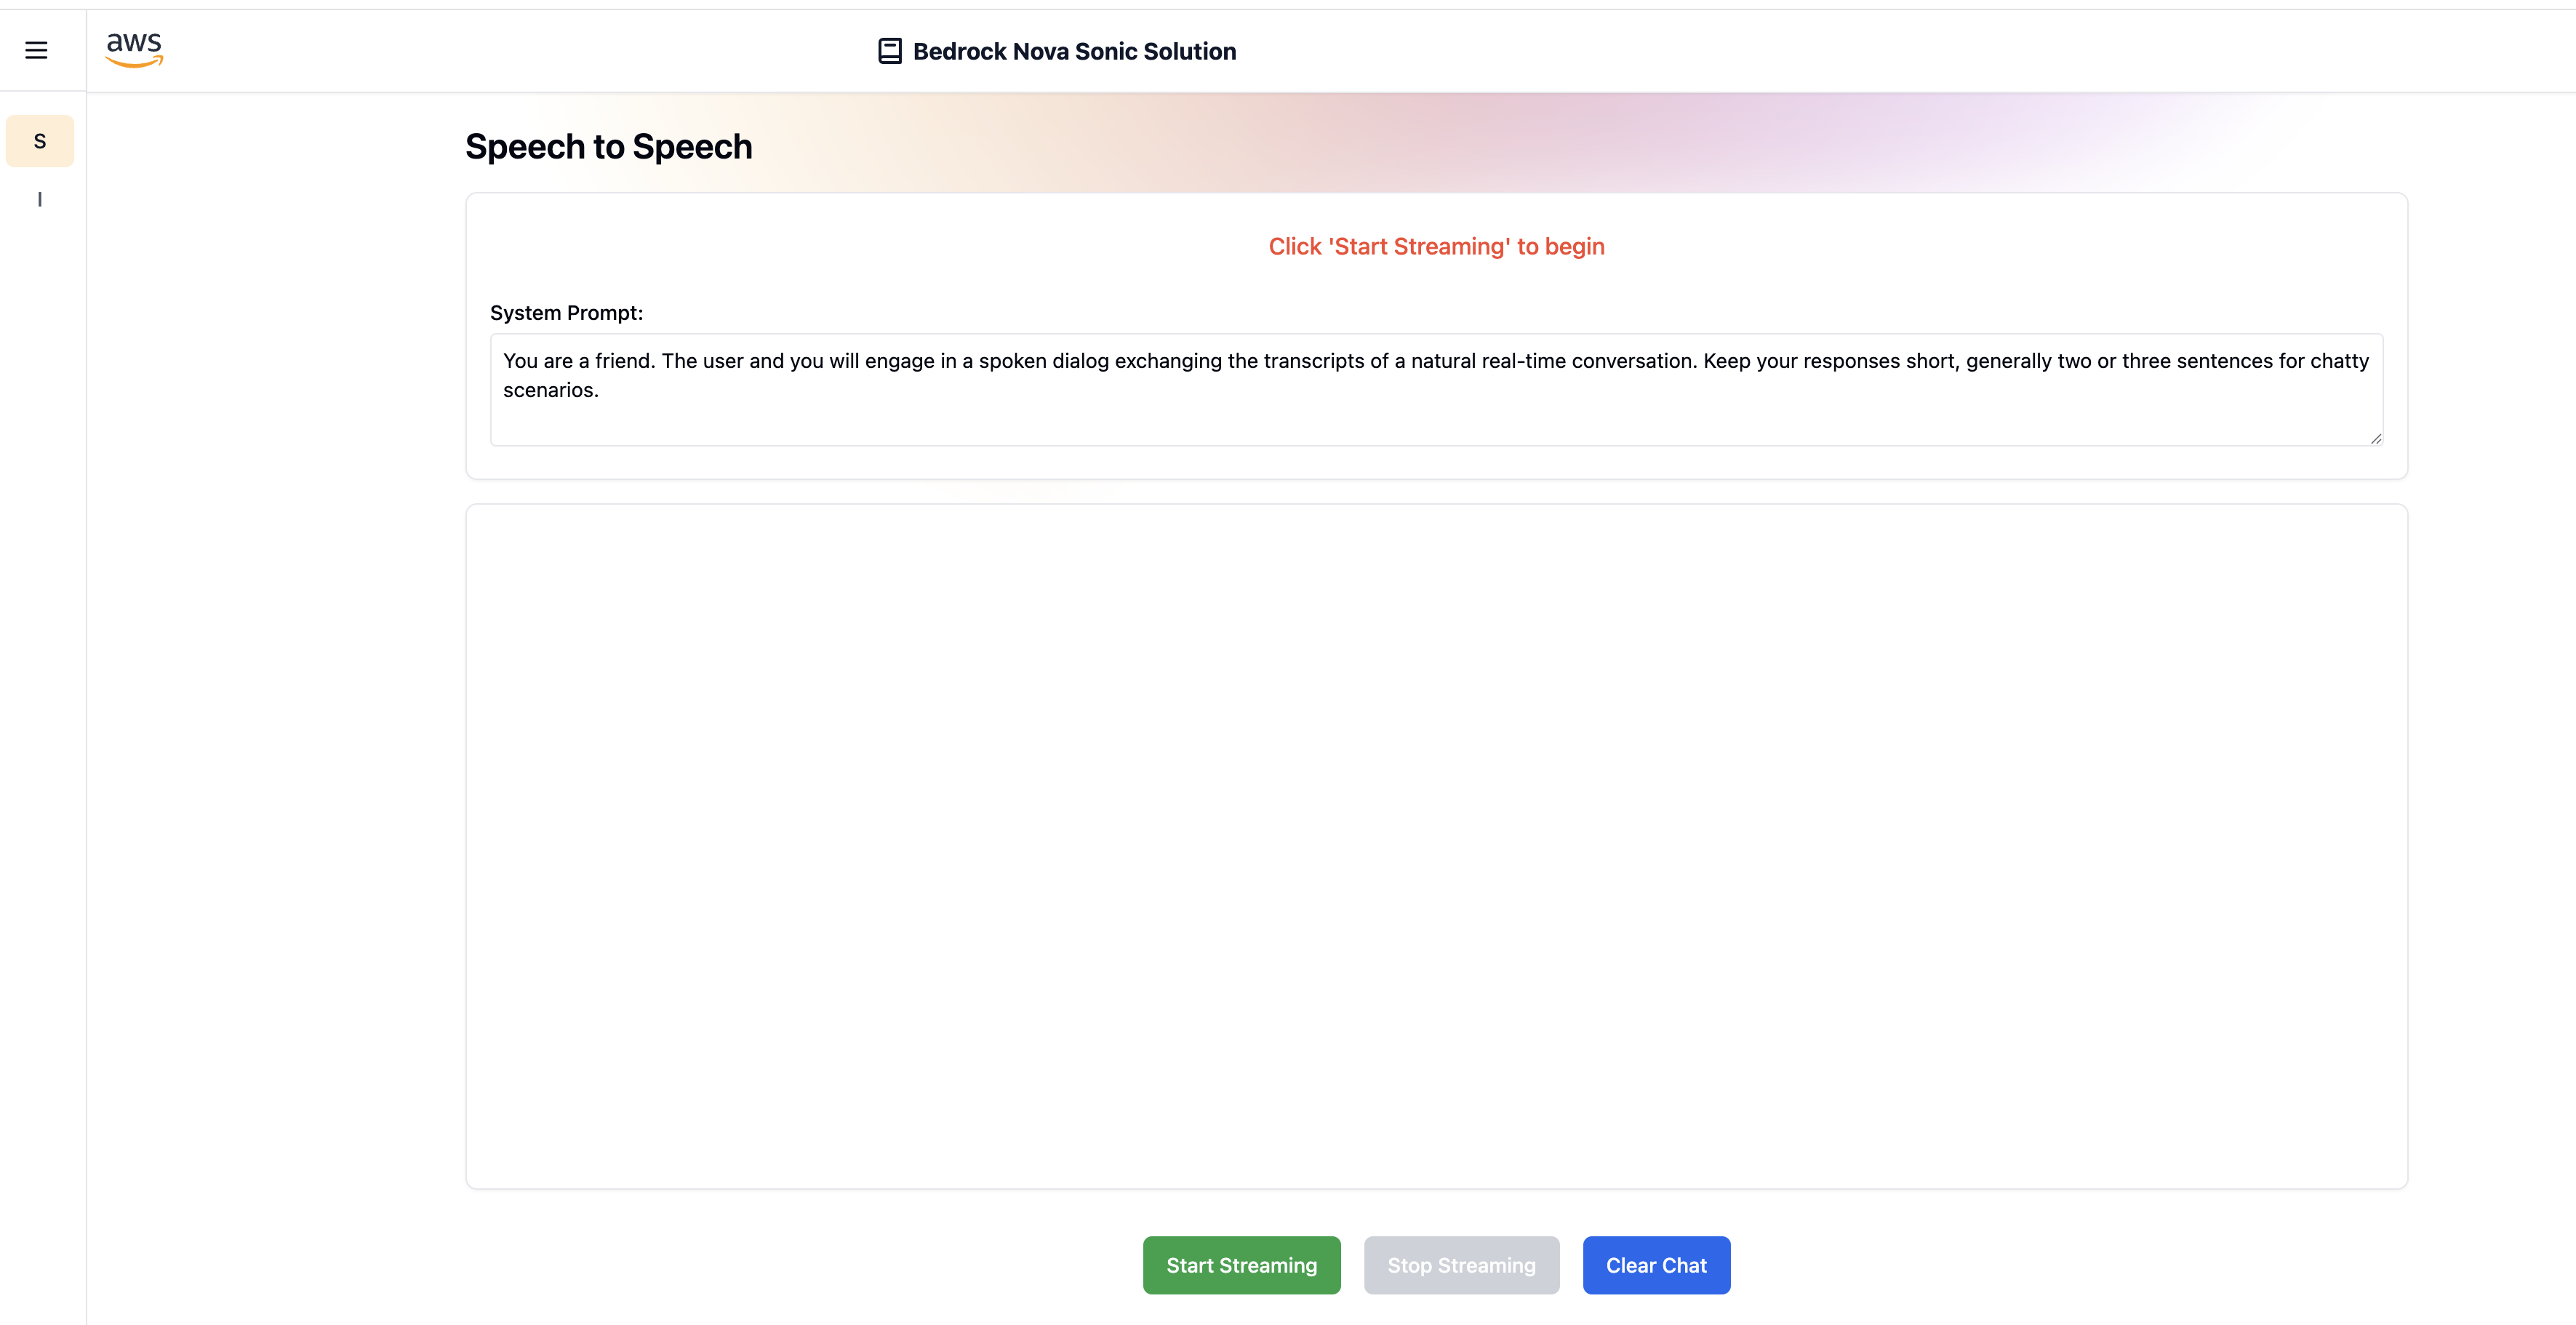 aws
Bedrock Nova Sonic Solution
S
I
Speech to Speech
Click 'Start Streaming' to begin
System Prompt:
You are a friend. The user and you will engage in a spoken dialog exchanging the transcripts of a natural real-time conversation. Keep your responses short, generally two or three sentences for chatty
scenarios.
Start Streaming
Stop Streaming
Clear Chat